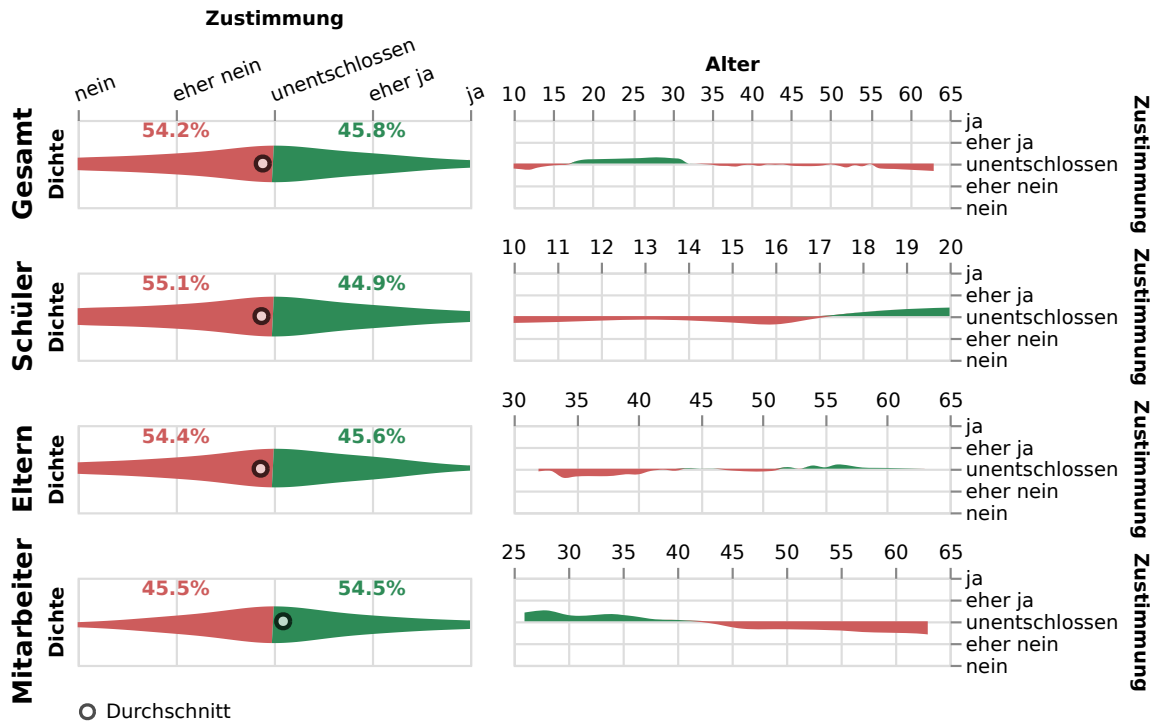 Zustimmung
nein eher nein unentschlossen eher ja ja
Alter
10 15 20 25 30 35 40 45 50 55 60 65
Gesamt
Dichte
54.2% 45.8%
ja
eher ja
unentschlossen
eher nein
nein
Zustimmung
10 11 12 13 14 15 16 17 18 19 20
Schüler
Dichte
55.1% 44.9%
ja
eher ja
unentschlossen
eher nein
nein
Zustimmung
30 35 40 45 50 55 60 65
Eltern
Dichte
54.4% 45.6%
ja
eher ja
unentschlossen
eher nein
nein
Zustimmung
25 30 35 40 45 50 55 60 65
Mitarbeiter
Dichte
45.5% 54.5%
ja
eher ja
unentschlossen
eher nein
nein
Zustimmung
Durchschnitt